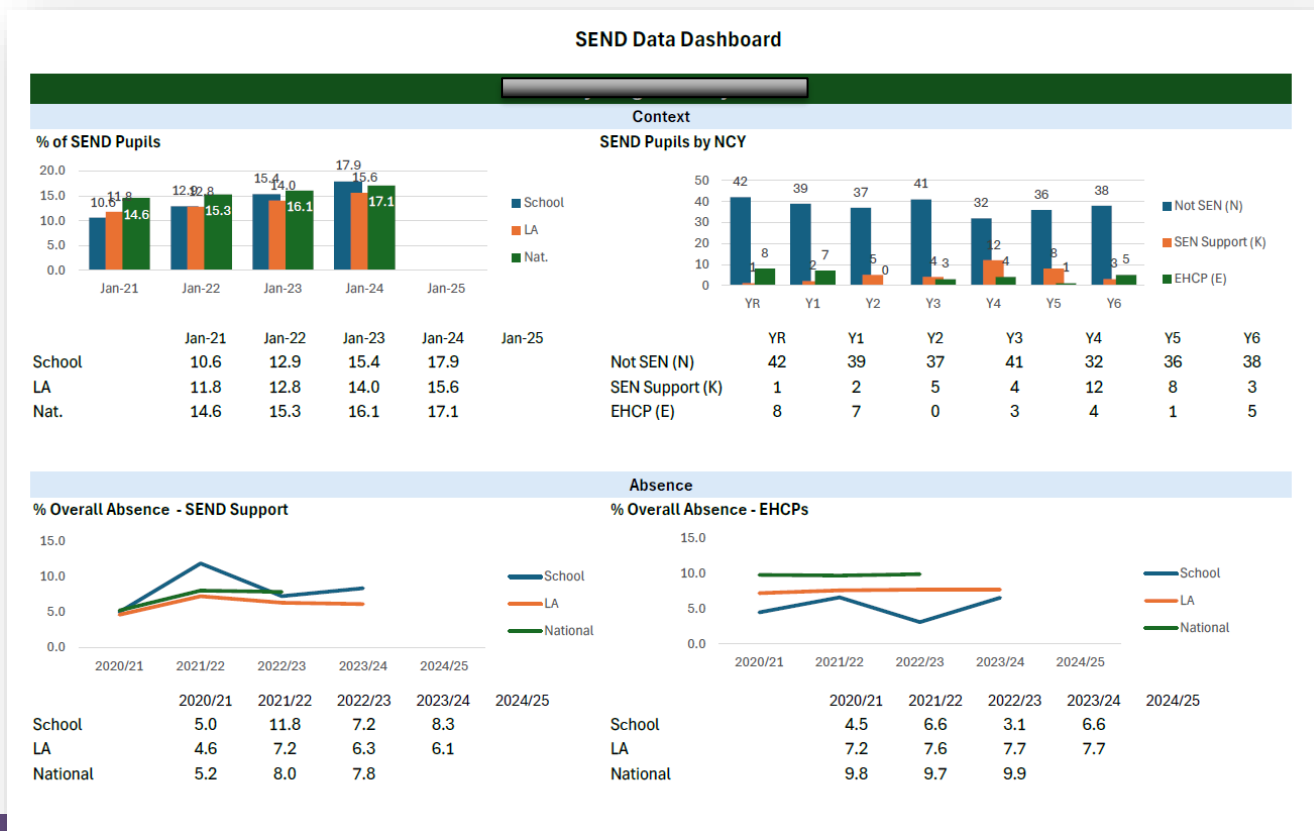 SEND Data Dashboard
Context
% of SEND Pupils
SEND Pupils by NCY
20.0
15.0
10.0
5.0
0.0
10.6 11.8 14.6
12.9 12.8 15.3
15.4 14.0 16.1
17.9 15.6 17.1
Jan-21 Jan-22 Jan-23 Jan-24 Jan-25
School
LA
Nat.
50
40
30
20
10
0
42 1 8
39 2 7
37 5 0
41 4 3
32 12 4
36 8 1
38 3 5
YR Y1 Y2 Y3 Y4 Y5 Y6
Not SEN (N)
SEN Support (K)
EHCP (E)
Jan-21 Jan-22 Jan-23 Jan-24 Jan-25
School 10.6 12.9 15.4 17.9
LA 11.8 12.8 14.0 15.6
Nat. 14.6 15.3 16.1 17.1
YR Y1 Y2 Y3 Y4 Y5 Y6
Not SEN (N) 42 39 37 41 32 36 38
SEN Support (K) 1 2 5 4 12 8 3
EHCP (E) 8 7 0 3 4 1 5
Absence
% Overall Absence - SEND Support
% Overall Absence - EHCPs
15.0
10.0
5.0
0.0
2020/21 2021/22 2022/23 2023/24 2024/25
School
LA
National
15.0
10.0
5.0
0.0
2020/21 2021/22 2022/23 2023/24 2024/25
School
LA
National
2020/21 2021/22 2022/23 2023/24 2024/25
School 5.0 11.8 7.2 8.3
LA 4.6 7.2 6.3 6.1
National 5.2 8.0 7.8
2020/21 2021/22 2022/23 2023/24 2024/25
School 4.5 6.6 3.1 6.6
LA 7.2 7.6 7.7 7.7
National 9.8 9.7 9.9